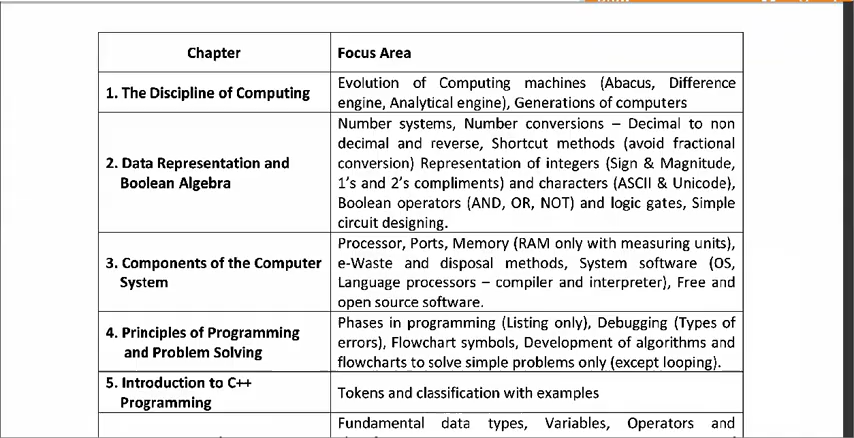 Chapter
Focus Area
1. The Discipline of Computing
Evolution of Computing machines (Abacus, Difference
engine, Analytical engine), Generations of computers
2. Data Representation and
Boolean Algebra
Number systems, Number conversions – Decimal to non
decimal and reverse, Shortcut methods (avoid fractional
conversion) Representation of integers (Sign & Magnitude,
1's and 2's compliments) and characters (ASCII & Unicode),
Boolean operators (AND, OR, NOT) and logic gates, Simple
circuit designing.
3. Components of the Computer
System
Processor, Ports, Memory (RAM only with measuring units),
e-Waste and disposal methods, System software (OS,
Language processors – compiler and interpreter), Free and
open source software.
4. Principles of Programming
and Problem Solving
Phases in programming (Listing only), Debugging (Types of
errors), Flowchart symbols, Development of algorithms and
flowcharts to solve simple problems only (except looping).
5. Introduction to C++
Programming
Tokens and classification with examples
Fundamental data types, Variables, Operators and